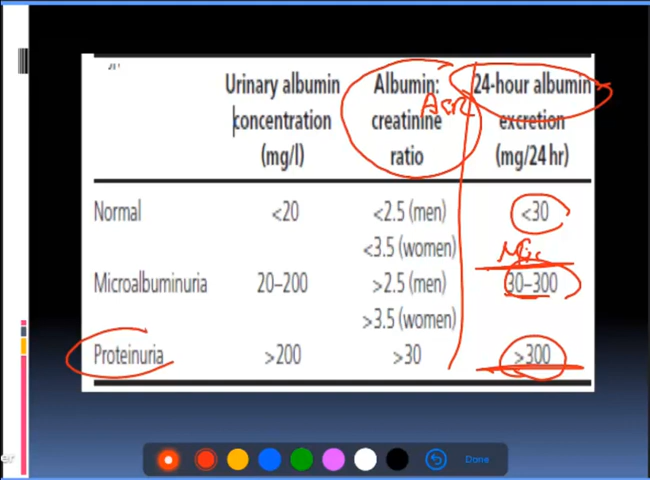 Urinary albumin Albumin: 24-hour albumin
concentration creatinine ACR excretion
(mg/l) ratio (mg/24 hr)
Normal <20 <2.5 (men) <30
<3.5 (women) Mic
Microalbuminuria 20–200 >2.5 (men) 30–300
>3.5 (women)
Proteinuria >200 >30 >300
Done